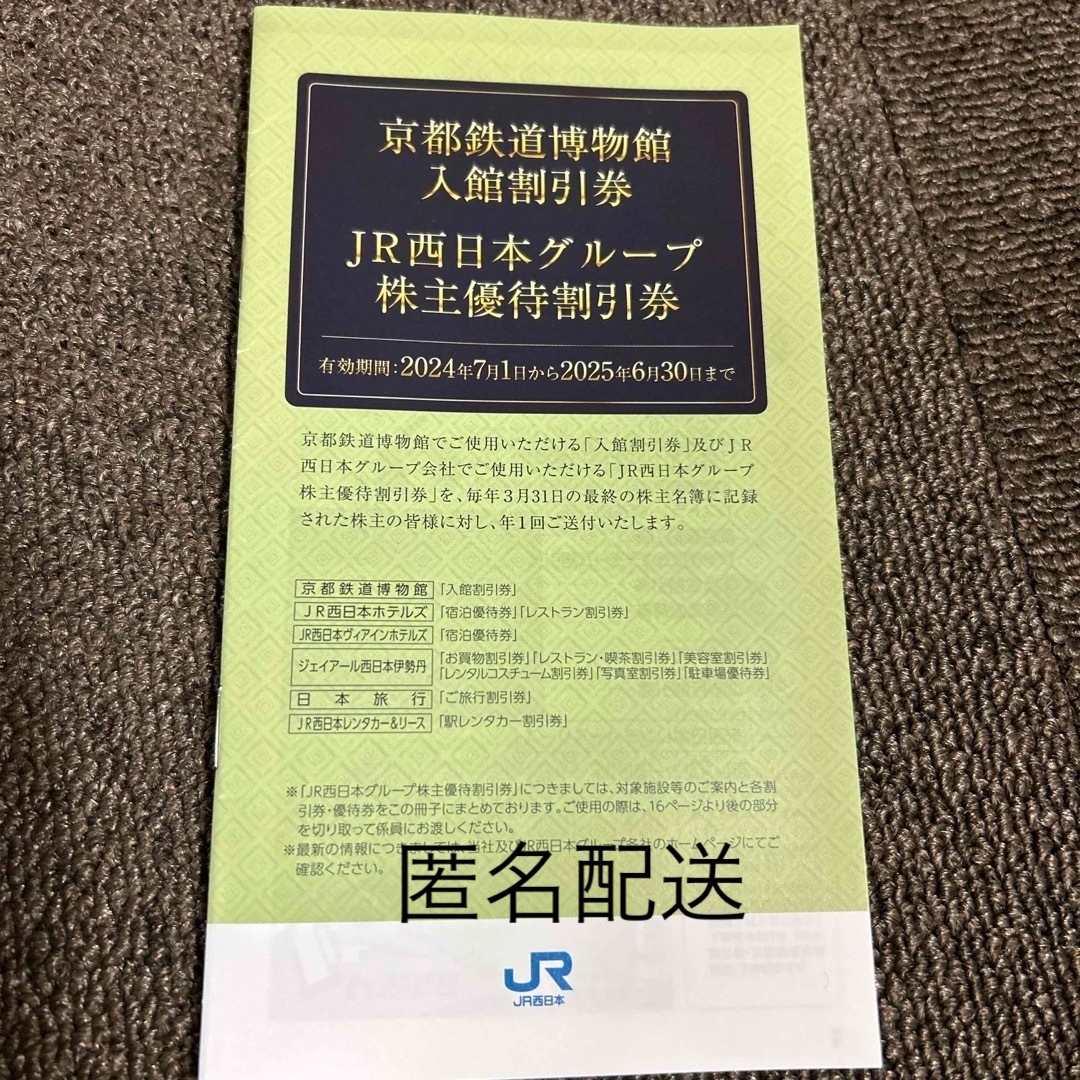 京都鉄道博物館
入館割引券
JR西日本グループ
株主優待割引券
有効期間：2024年7月1日から2025年6月30日まで
京都鉄道博物館でご使用いただける「入館割引券」及びJR
西日本グループ会社でご使用いただける「JR西日本グループ
株主優待割引券」を、毎年3月31日の最終の株主名簿に記録
された株主の皆様に対し、年1回ご送付いたします。
京都鉄道博物館 「入館割引券」
JR西日本ホテルズ 「宿泊優待券」「レストラン割引券」
JR西日本ヴィアインホテルズ 「宿泊優待券」
ジェイアール西日本伊勢丹 「お買物割引券」「レストラン・喫茶割引券」「美容室割引券」
「レンタルコスチューム割引券」「写真室割引券」「駐車場優待券」
日本旅行 「ご旅行割引券」
JR西日本レンタカー&リース 「駅レンタカー割引券」
※「JR西日本グループ株主優待割引券」につきましては、対象施設等のご案内と各割
引券・優待券をこの冊子にまとめております。ご使用の際は、16ページより後の部分
を切り取って係員にお渡しください。
※最新の情報につきましては、当社及びJR西日本グループ各社のホームページにてご
確認ください。
匿名配送
JR
JR西日本